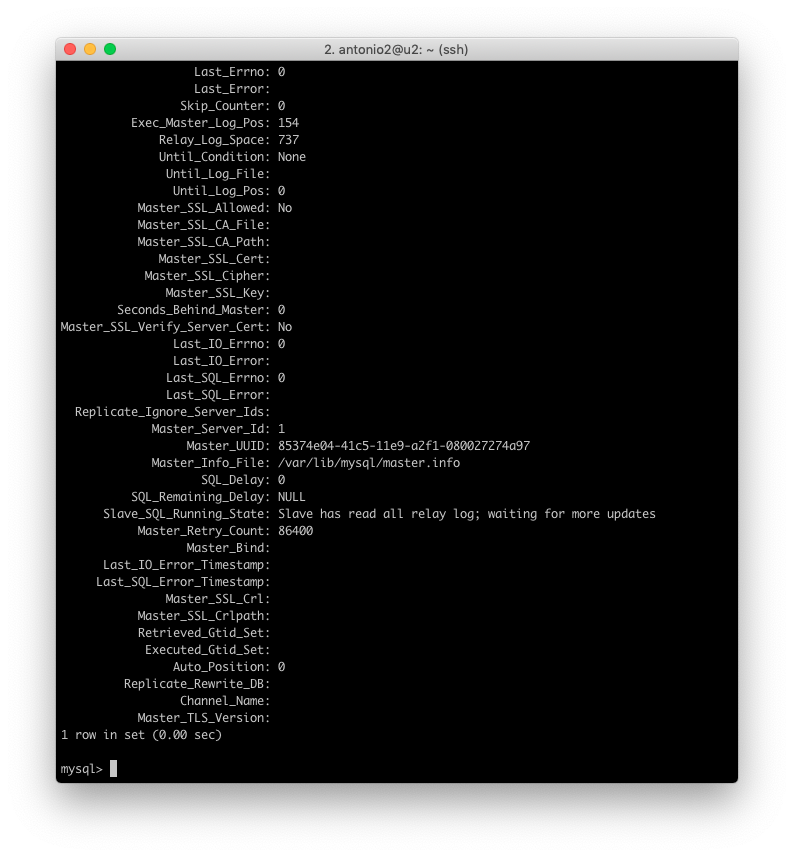 2. antonio2@u2: ~ (ssh)
Last_Errno: 0
Last_Error:
Skip_Counter: 0
Exec_Master_Log_Pos: 154
Relay_Log_Space: 737
Until_Condition: None
Until_Log_File:
Until_Log_Pos: 0
Master_SSL_Allowed: No
Master_SSL_CA_File:
Master_SSL_CA_Path:
Master_SSL_Cert:
Master_SSL_Cipher:
Master_SSL_Key:
Seconds_Behind_Master: 0
Master_SSL_Verify_Server_Cert: No
Last_IO_Errno: 0
Last_IO_Error:
Last_SQL_Errno: 0
Last_SQL_Error:
Replicate_Ignore_Server_Ids:
Master_Server_Id: 1
Master_UUID: 85374e04-41c5-11e9-a2f1-080027274a97
Master_Info_File: /var/lib/mysql/master.info
SQL_Delay: 0
SQL_Remaining_Delay: NULL
Slave_SQL_Running_State: Slave has read all relay log; waiting for more updates
Master_Retry_Count: 86400
Master_Bind:
Last_IO_Error_Timestamp:
Last_SQL_Error_Timestamp:
Master_SSL_Crl:
Master_SSL_Crlpath:
Retrieved_Gtid_Set:
Executed_Gtid_Set:
Auto_Position: 0
Replicate_Rewrite_DB:
Channel_Name:
Master_TLS_Version:
1 row in set (0.00 sec)
mysql>